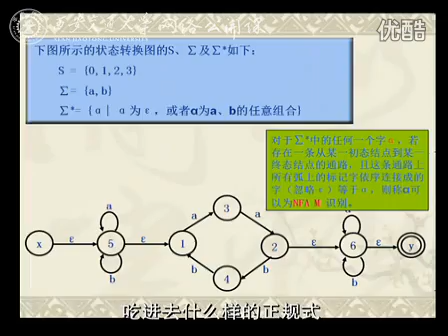 优酷
下图所示的状态转换图的S、Σ及Σ*如下：
S = {0,1,2,3}
Σ = {a,b}
Σ*= {α| α 为 ε，或者α为a、b的任意组合}
对于Σ*中的任何一个字α，若
存在一条从某一初态结点到某一
终态结点的通路，且这条通路上
所有弧上的标记字依序连接成的
字（忽略ε）等于α，则称α可
以为NFA M 识别。
a
3
a
a
x
ε
5
ε
1
2
ε
6
ε
y
b
b
4
b
b
吃进去什么样的正规式